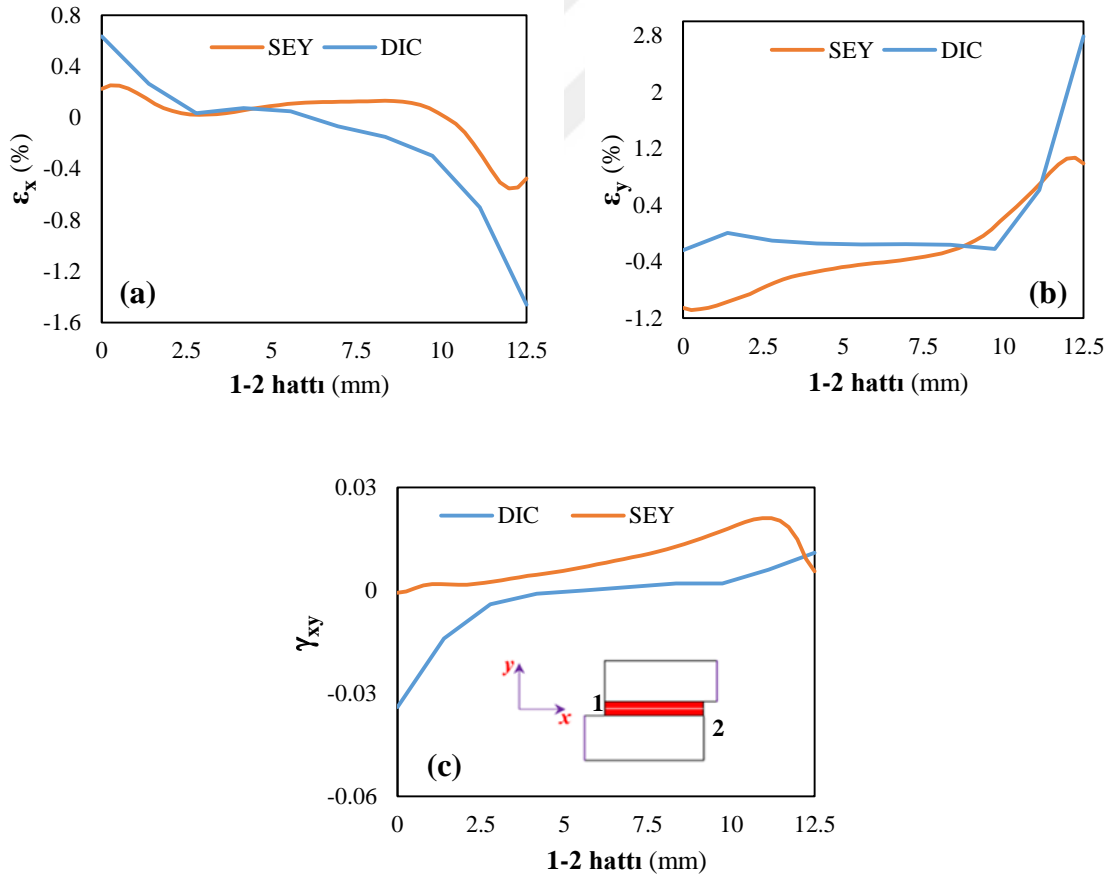 0.8
0.4
0
-0.4
-0.8
-1.2
-1.6
εx (%)
SEY DIC
(a)
0 2.5 5 7.5 10 12.5
1-2 hattı (mm)
2.8
2
1.2
0.4
-0.4
-1.2
εy (%)
SEY DIC
(b)
0 2.5 5 7.5 10 12.5
1-2 hattı (mm)
0.03
0
-0.03
-0.06
γxy
DIC SEY
y
x
1
2
(c)
0 2.5 5 7.5 10 12.5
1-2 hattı (mm)